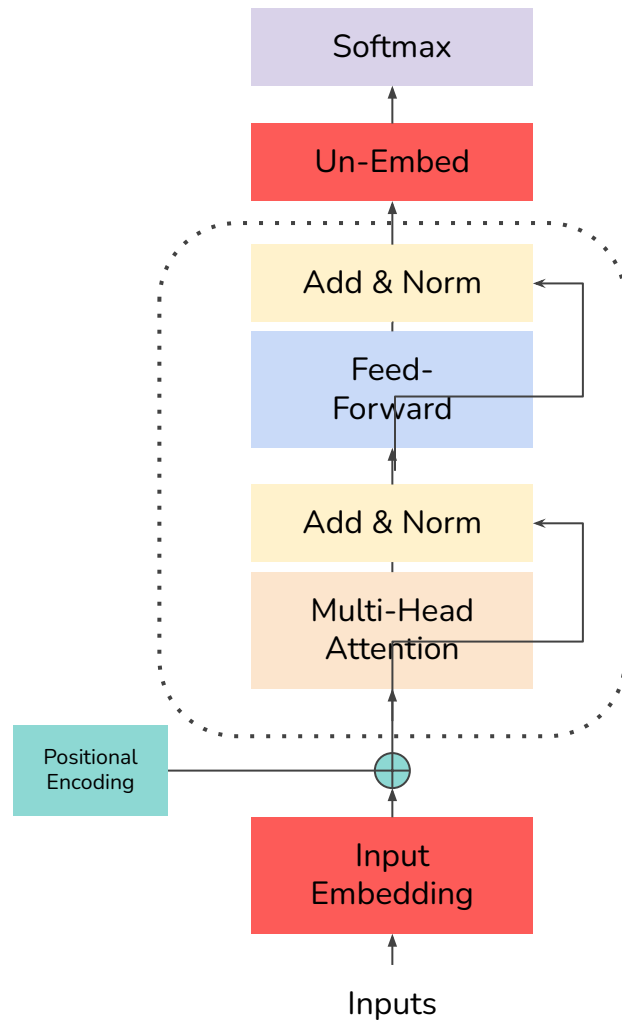 Softmax
Un-Embed
Add & Norm
Feed-
Forward
Add & Norm
Multi-Head
Attention
Positional
Encoding
Input
Embedding
Inputs